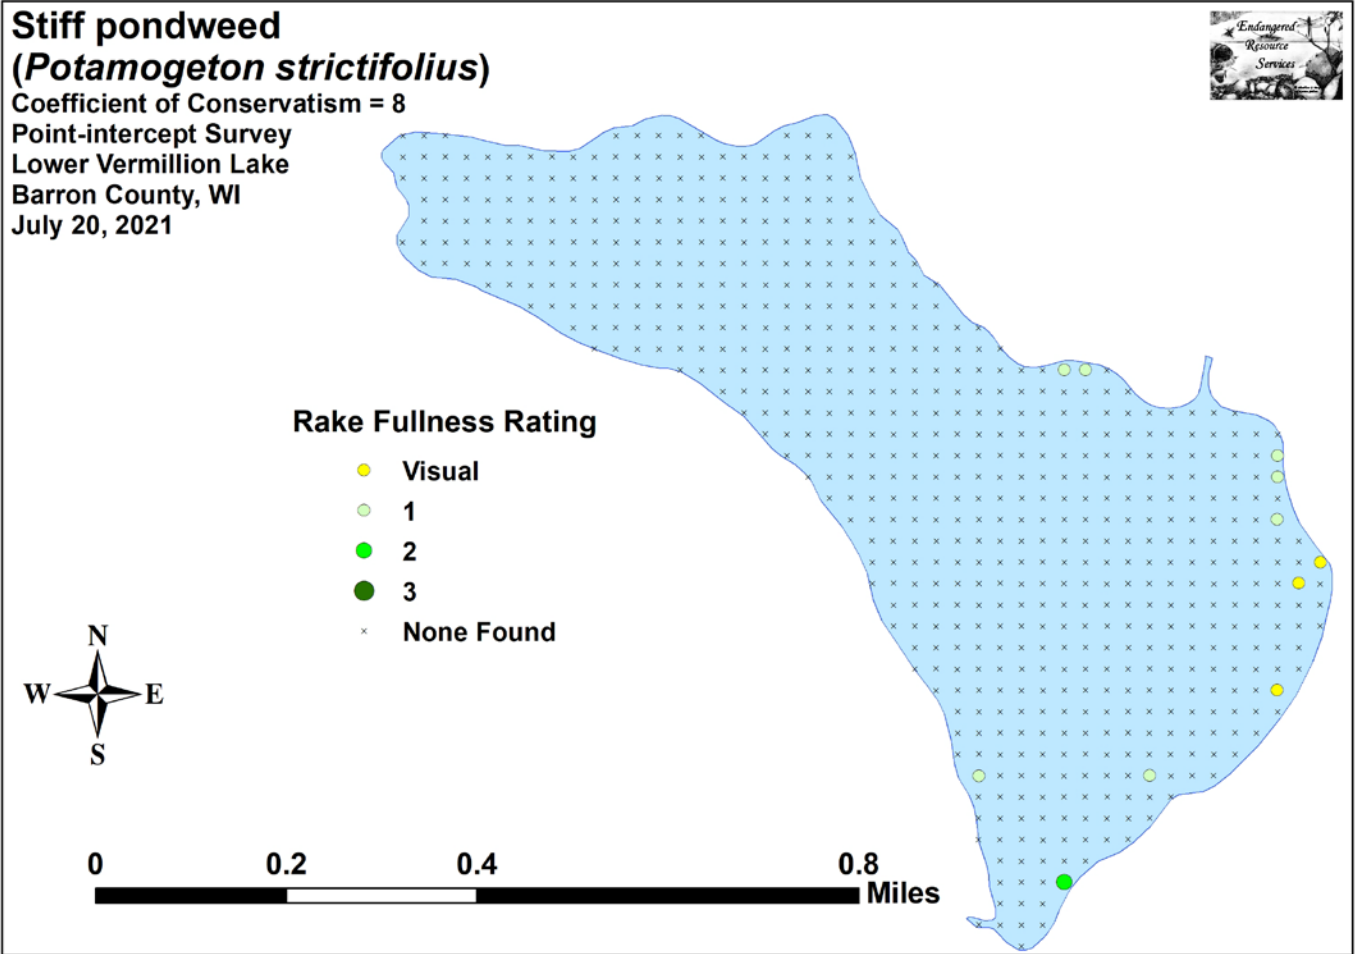 Stiff pondweed
(Potamogeton strictifolius)
Coefficient of Conservatism = 8
Point-intercept Survey
Lower Vermillion Lake
Barron County, WI
July 20, 2021
Endangered
Resource
Services
Rake Fullness Rating
Visual
1
2
3
None Found
N
W E
S
0 0.2 0.4 0.8
Miles